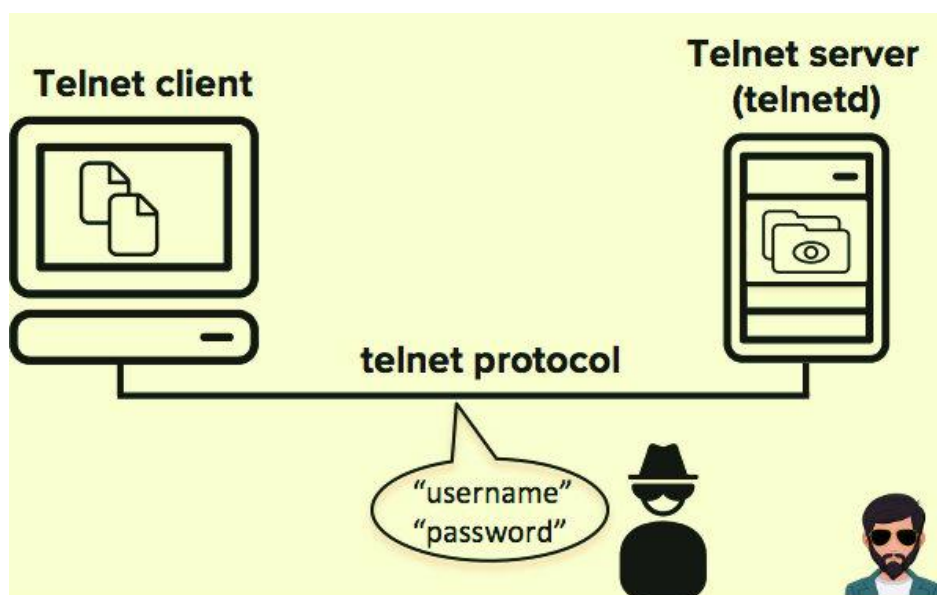 Telnet client
Telnet server
(telnetd)
telnet protocol
“username”
“password”